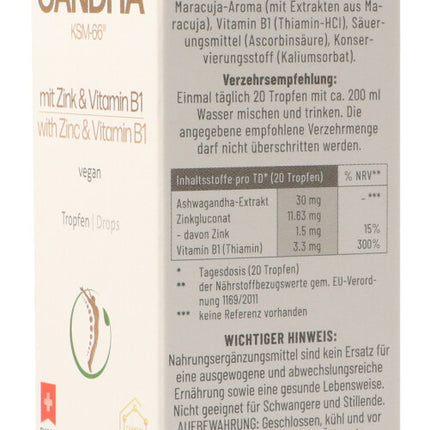 KSM-66®
mit Zink & Vitamin B1
with Zinc & Vitamin B1
vegan
Tropfen | Drops
Maracuja-Aroma (mit Extrakten aus Ma-
racuja), Vitamin B1 (Thiamin-HCl), Säuer-
rungsmittel (Ascorbinsäure), Konser-
vierungsstoff (Kaliumsorbat).
Verzehrsempfehlung:
Einmal täglich 20 Tropfen mit ca. 200 ml
Wasser mischen und trinken. Die
angegebene empfohlene Verzehrmenge
darf nicht überschritten werden.
Inhaltsstoffe pro TD* (20 Tropfen) % NRV**
Ashwagandha-Extrakt 30 mg - ***
Zinkgluconat 11.63 mg
- davon Zink 1.5 mg 15%
Vitamin B1 (Thiamin) 3.3 mg 300%
* Tagesdosis (20 Tropfen)
** der Nährstoffbezugswerte gem. EU-Verord-
nung 1169/2011
*** keine Referenz vorhanden
WICHTIGER HINWEIS:
Nahrungsergänzungsmittel sind kein Ersatz für
eine ausgewogene und abwechslungsreiche
Ernährung sowie eine gesunde Lebensweise.
Nicht geeignet für Schwangere und Stillende.
AUFBEWAHRUNG: Geschlossen, kühl und vor